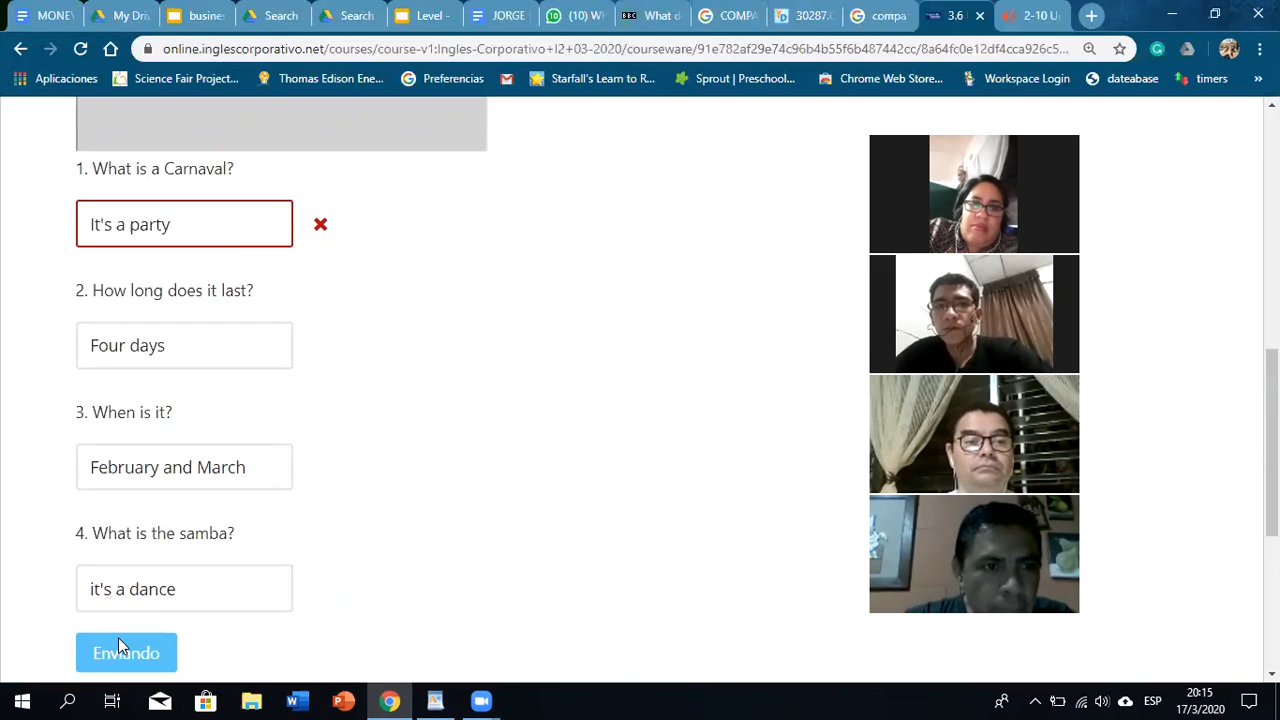 MONE
My Dri
busine
Search
Search
Level -
JORGE
(10) W
BBC What d
COMPA
30287.0
compa
3.6
2-10 U
online.inglescorporativo.net/courses/course-v1:Ingles-Corporativo+I2+03-2020/courseware/91e782af29e74c96b4b55f6b487442cc/8a64fc0e12df4cca926c5...
Aplicaciones
Science Fair Project...
Thomas Edison Ene...
Preferencias
Starfall's Learn to R...
Sprout | Preschool...
Chrome Web Store...
Workspace Login
dateabase
timers
»
1. What is a Carnaval?
It's a party
2. How long does it last?
Four days
3. When is it?
February and March
4. What is the samba?
it's a dance
Enviando
ESP
20:15
17/3/2020